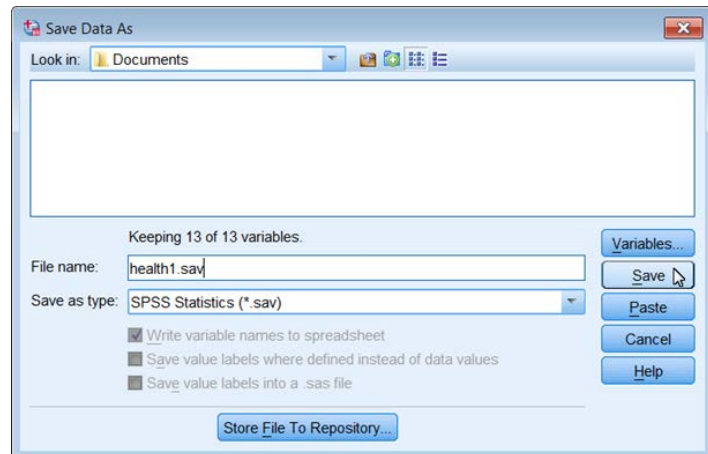 Save Data As
Look in: Documents
Keeping 13 of 13 variables.
Variables...
File name: health1.sav
Save
Save as type: SPSS Statistics (*.sav)
Paste
Write variable names to spreadsheet
Cancel
Save value labels where defined instead of data values
Help
Save value labels into a .sas file
Store File To Repository...